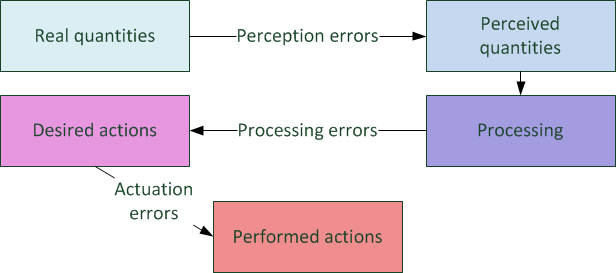 Real quantities
Perception errors
Perceived
quantities
Desired actions
Processing errors
Processing
Actuation
errors
Performed actions